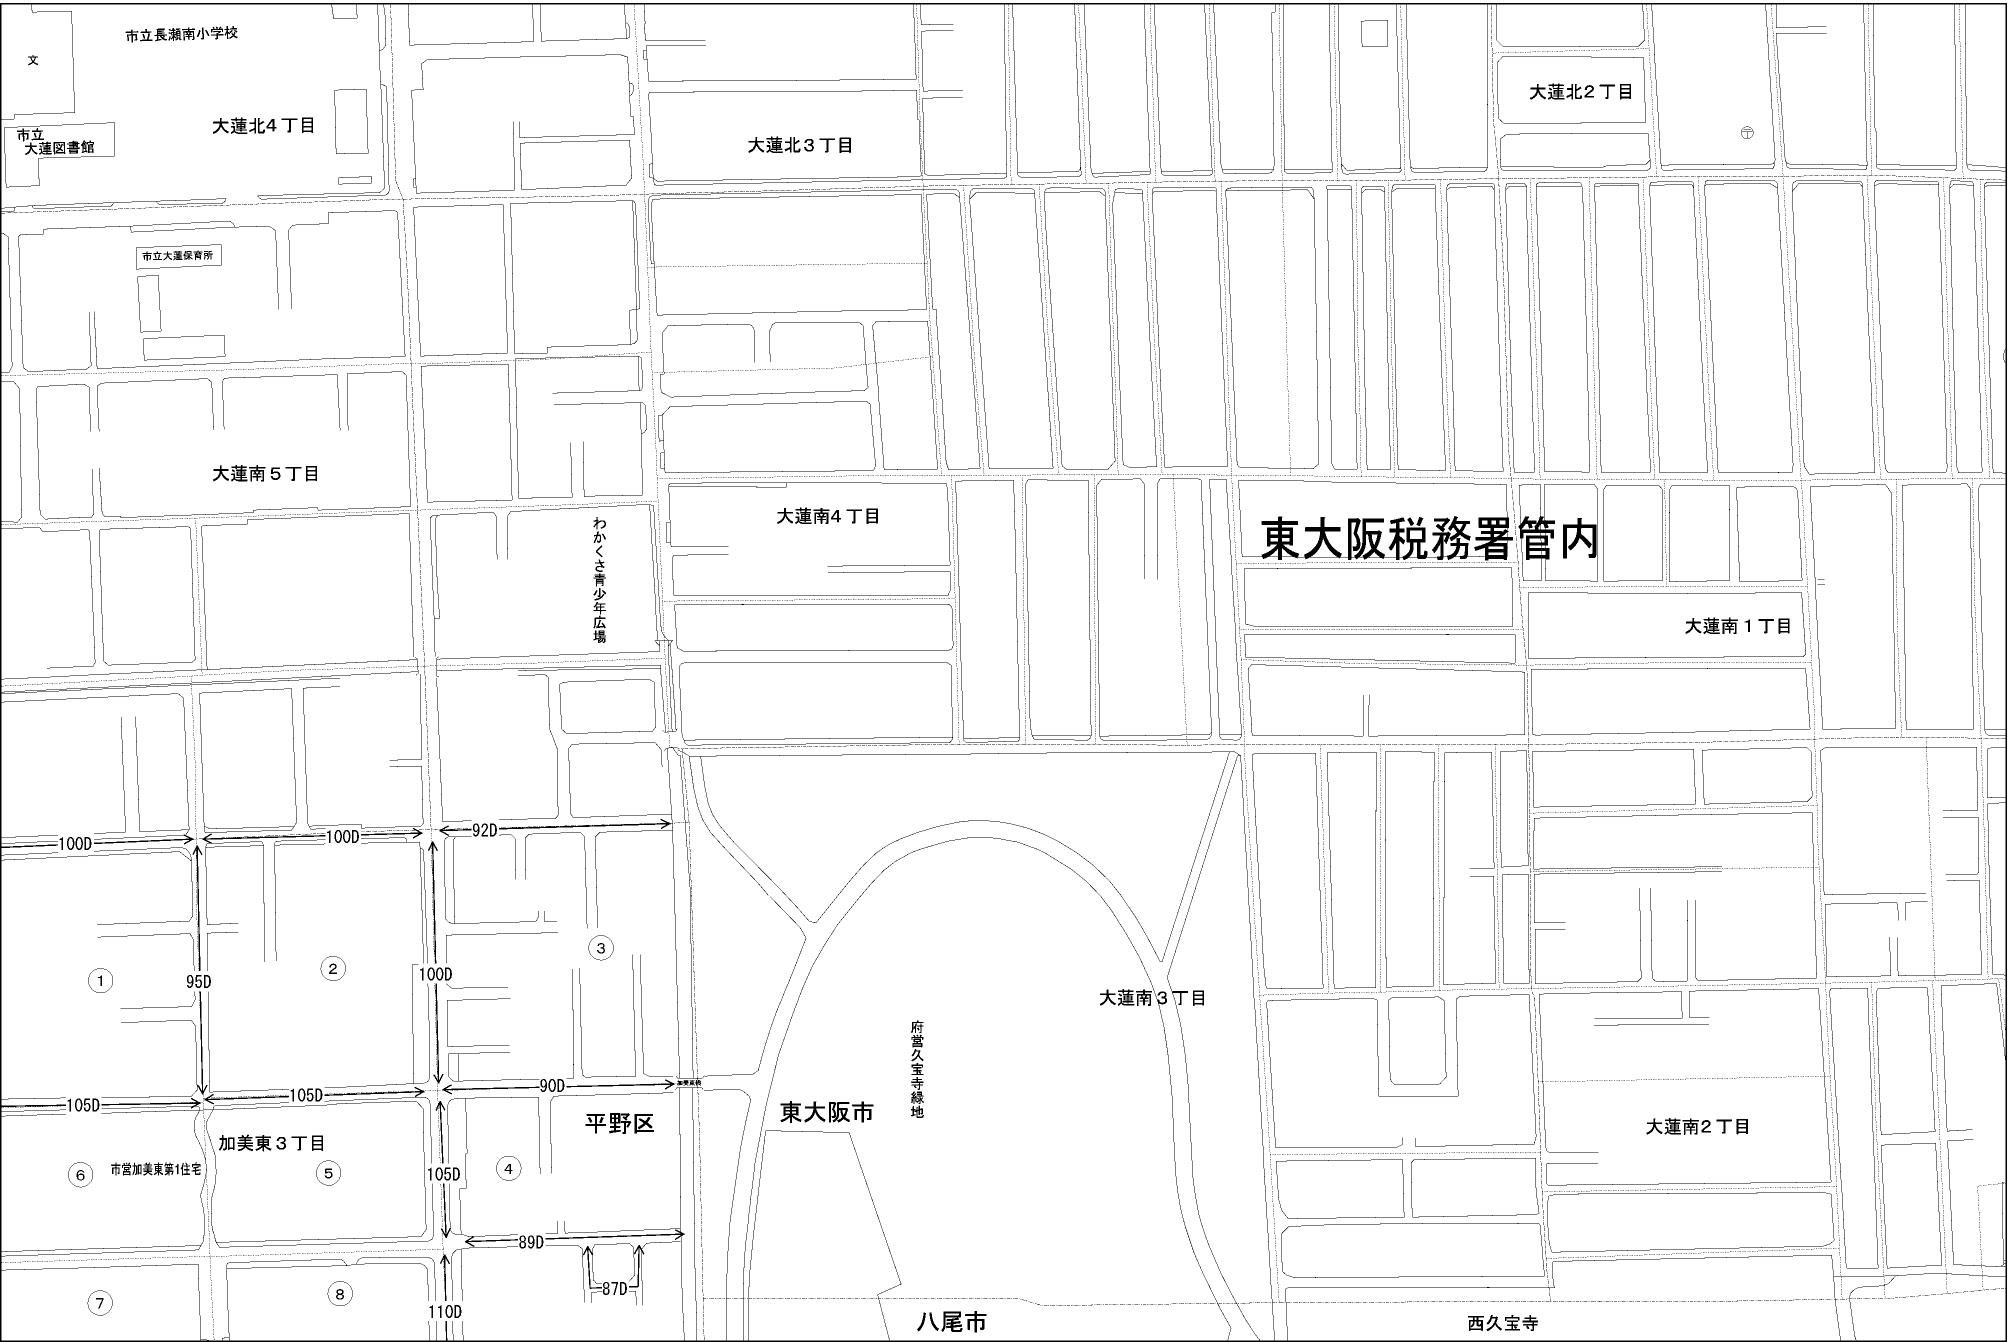 市立長瀬南小学校
文
大蓮北2丁目
大蓮北4丁目
市立
大蓮図書館
大蓮北3丁目
〒
市立大蓮保育所
大蓮南5丁目
大蓮南4丁目
わかくさ青少年広場
東大阪税務署管内
大蓮南1丁目
92D
100D
100D
3
2
100D
1
95D
大蓮南3丁目
府営久宝寺緑地
90D
加美東橋
105D
105D
東大阪市
平野区
大蓮南2丁目
加美東3丁目
市営加美東第1住宅
6
5
105D
4
89D
87D
7
8
110D
八尾市
西久宝寺